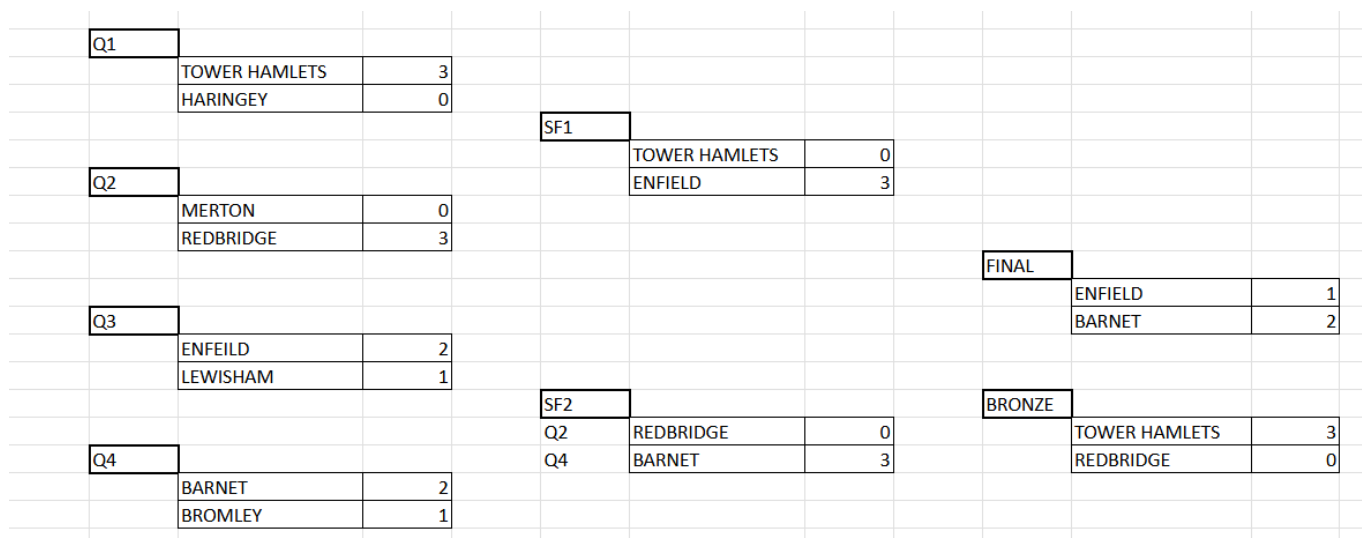 Q1
TOWER HAMLETS 3
HARINGEY 0
Q2
MERTON 0
REDBRIDGE 3
Q3
ENFEILD 2
LEWISHAM 1
Q4
BARNET 2
BROMLEY 1
SF1
TOWER HAMLETS 0
ENFIELD 3
SF2
Q2 REDBRIDGE 0
Q4 BARNET 3
FINAL
ENFIELD 1
BARNET 2
BRONZE
TOWER HAMLETS 3
REDBRIDGE 0